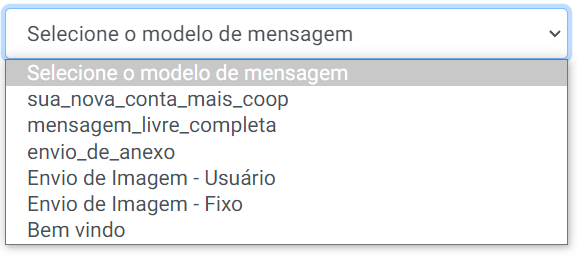 Selecione o modelo de mensagem
Selecione o modelo de mensagem
sua_nova_conta_mais_coop
mensagem_livre_completa
envio_de_anexo
Envio de Imagem - Usuário
Envio de Imagem - Fixo
Bem vindo